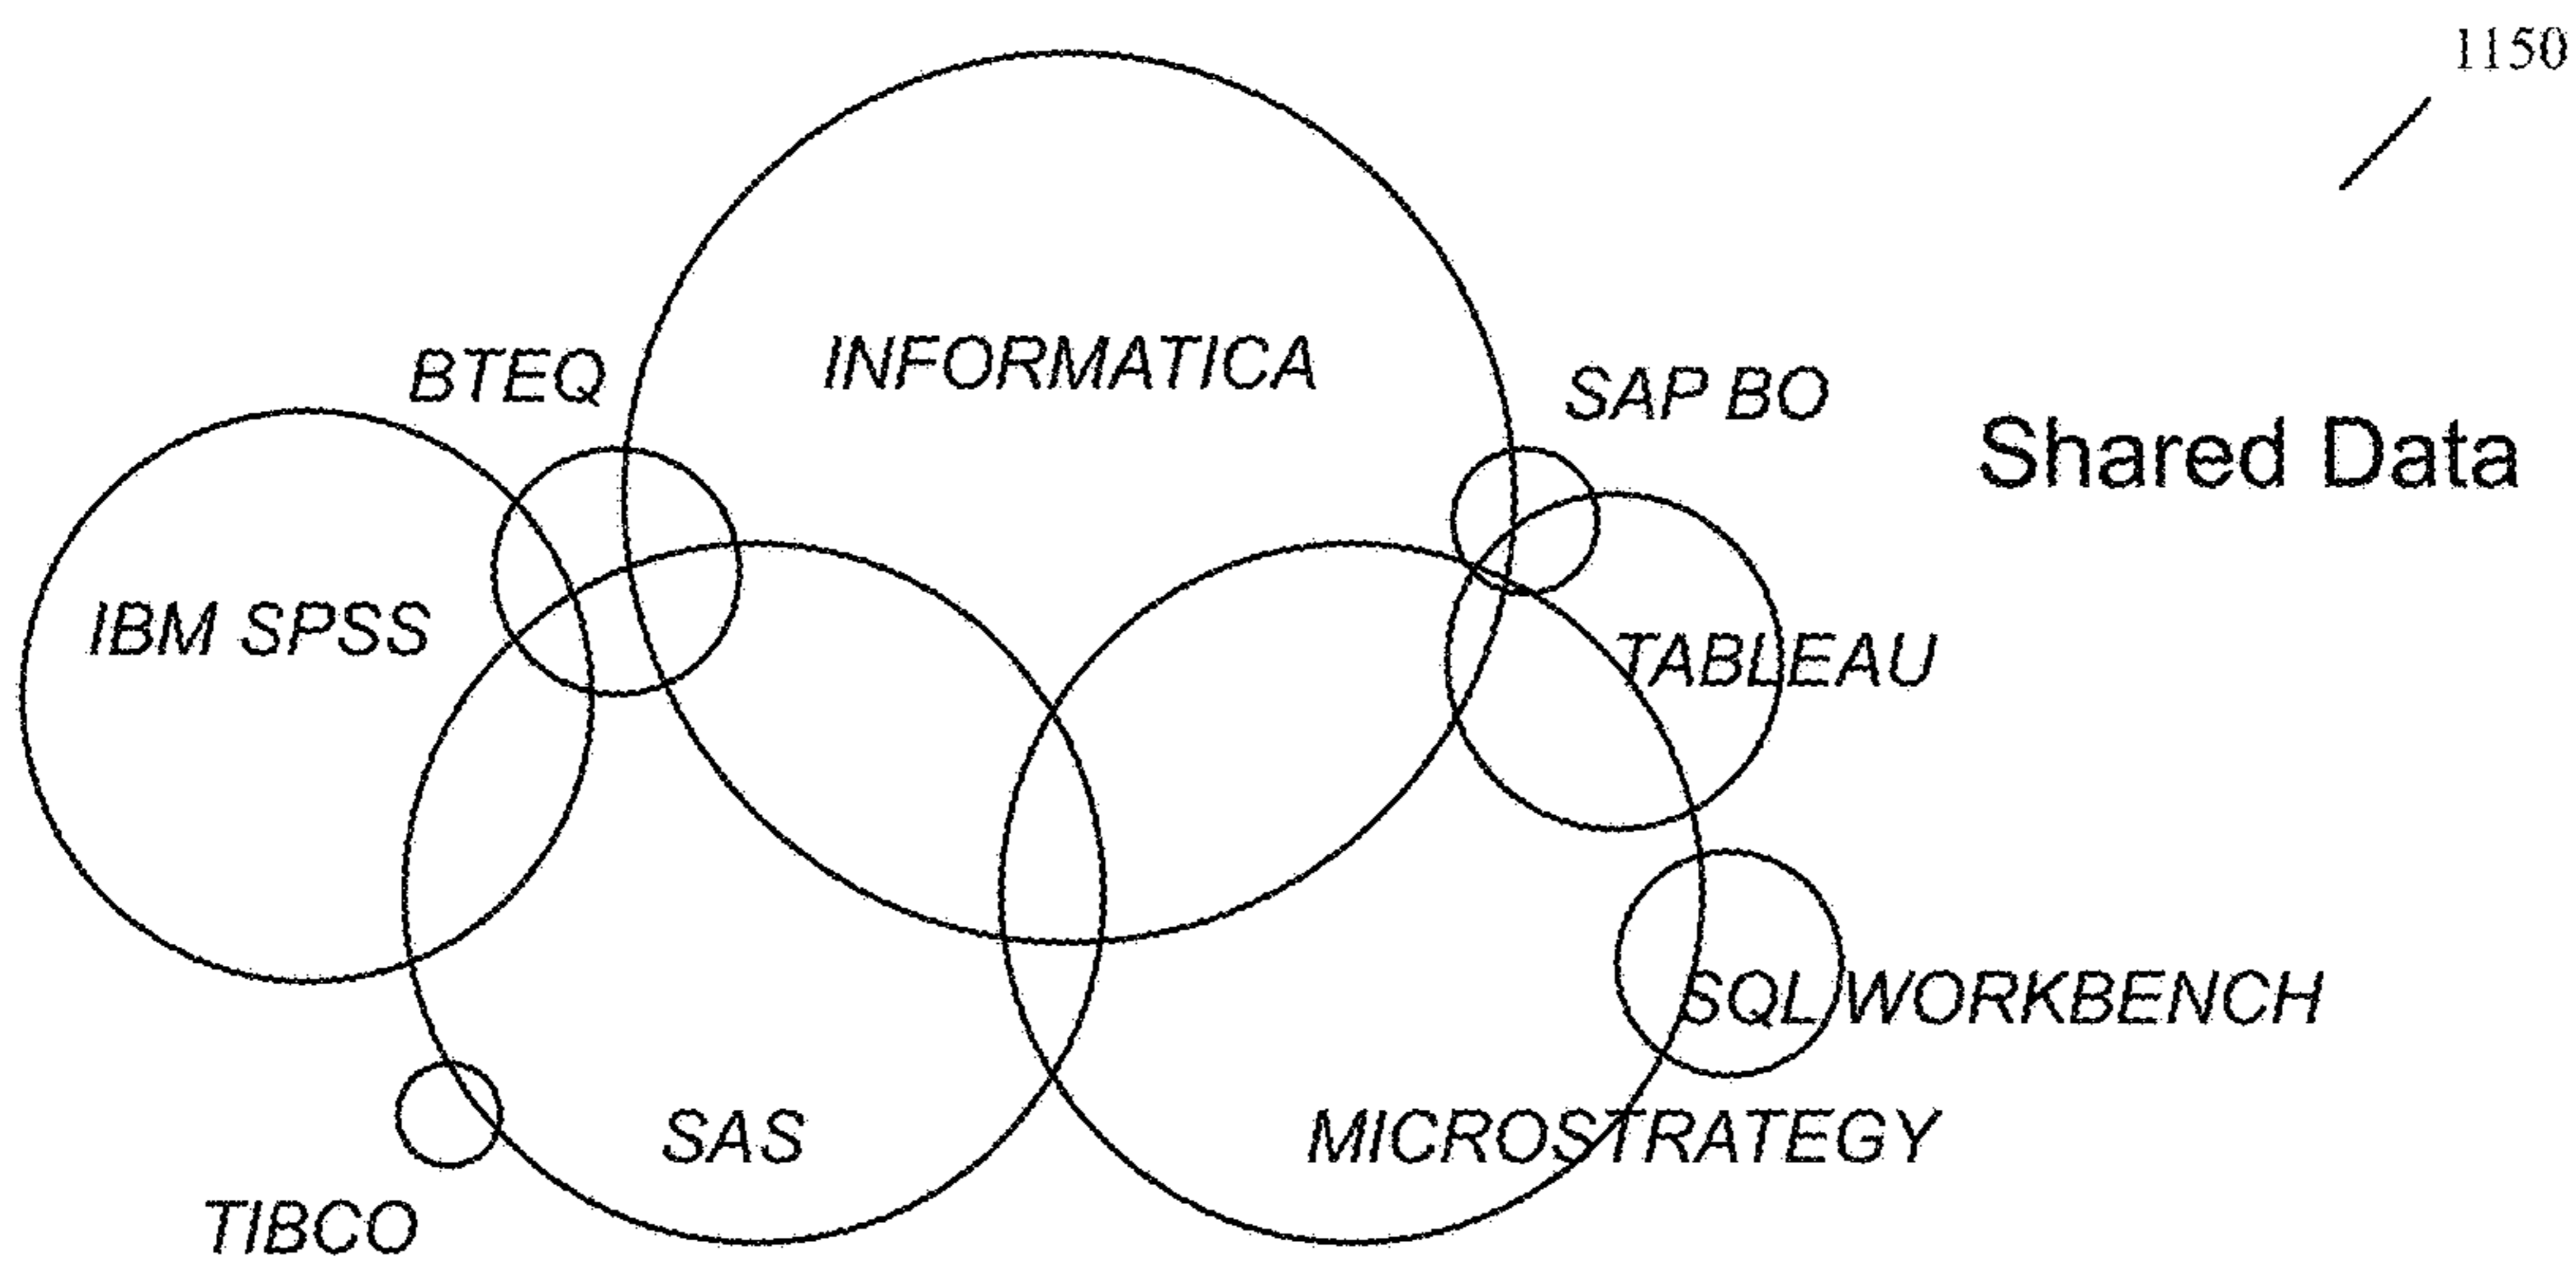 1150
INFORMATICA
BTEQ
SAP BO
Shared Data
IBM SPSS
TABLEAU
SQL WORKBENCH
SAS
MICROSTRATEGY
TIBCO